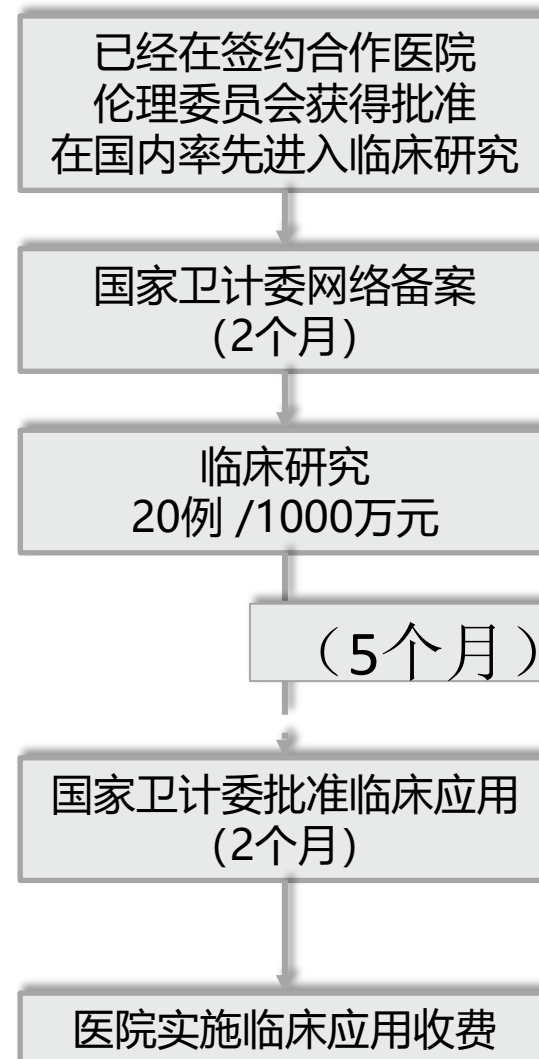 已经在签约合作医院
伦理委员会获得批准
在国内率先进入临床研究
国家卫计委网络备案
(2个月)
临床研究
20例 /1000万元
（5个月）
国家卫计委批准临床应用
(2个月)
医院实施临床应用收费